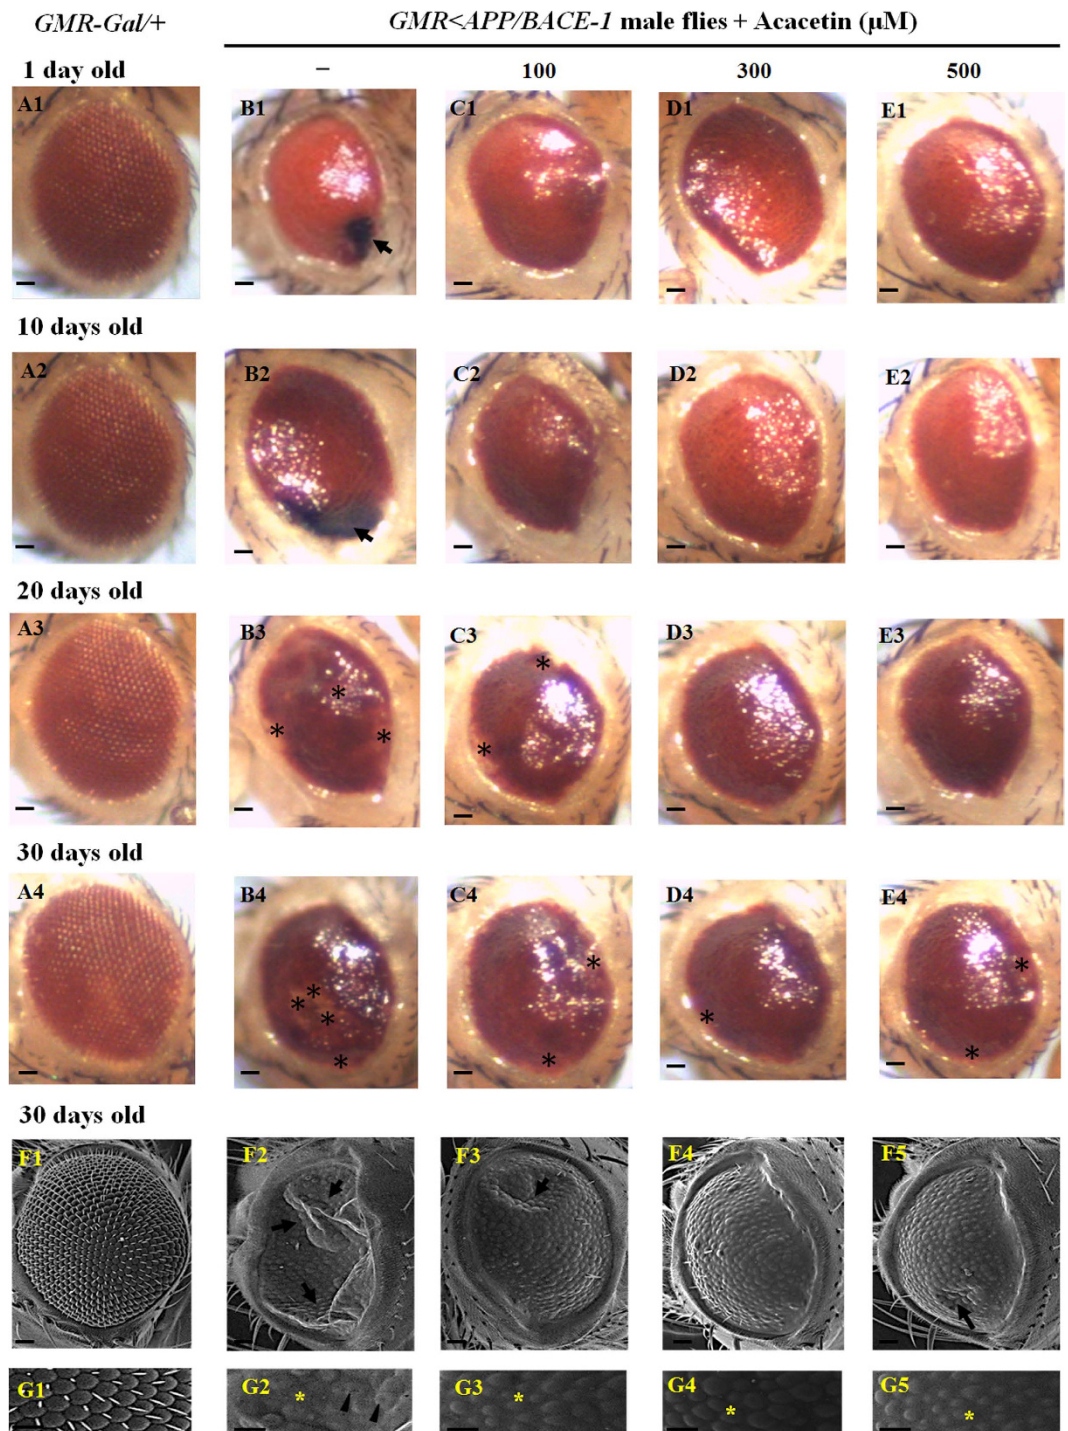 GMR-Gal/+ GMR<APP/BACE-1 male flies + Acacetin (µM)
1 day old – 100 300 500
A1 B1 C1 D1 E1
10 days old
A2 B2 C2 D2 E2
20 days old
A3 B3 C3 D3 E3
* * * * *
30 days old
A4 B4 C4 D4 E4
* * * * * * * * *
30 days old
F1 F2 F3 F4 F5
G1 G2 * G3 * G4 * G5 *